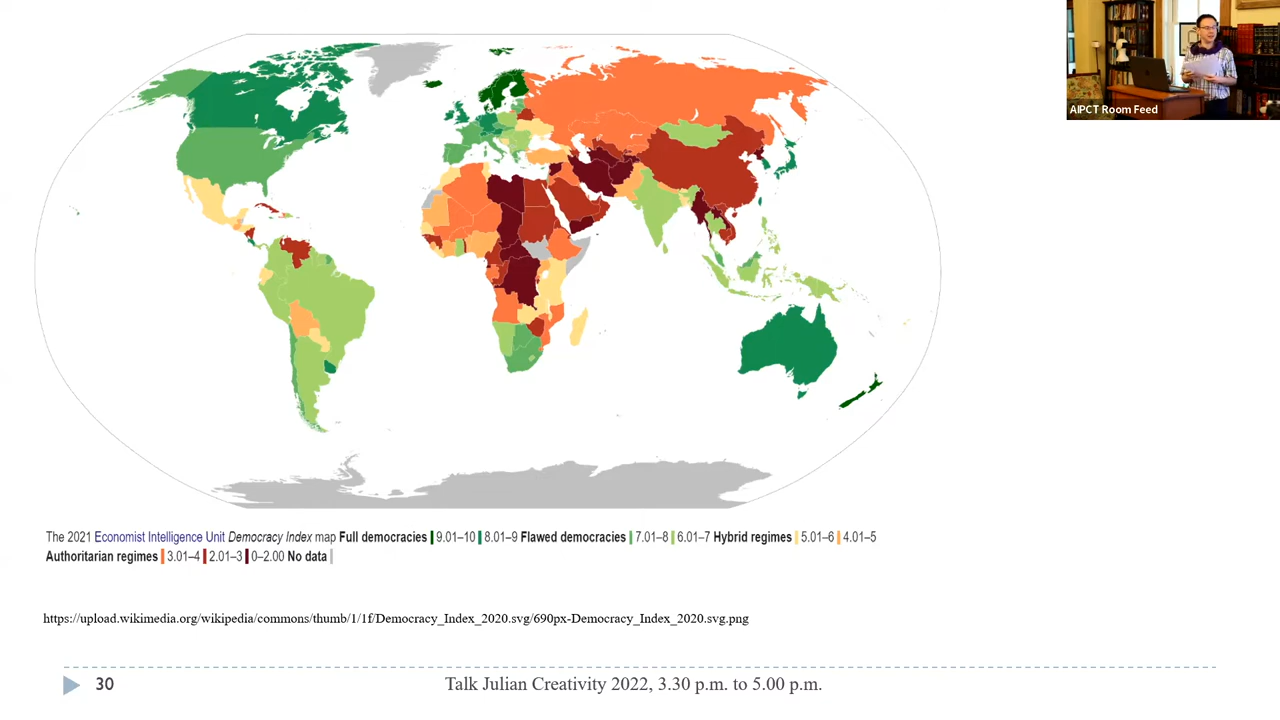 AIPCT Room Feed
The 2021 Economist Intelligence Unit Democracy Index map Full democracies 9.01–10 8.01–9 Flawed democracies 7.01–8 6.01–7 Hybrid regimes 5.01–6 4.01–5
Authoritarian regimes 3.01–4 2.01–3 0–2.00 No data
https://upload.wikimedia.org/wikipedia/commons/thumb/1/1f/Democracy_Index_2020.svg/690px-Democracy_Index_2020.svg.png
30
Talk Julian Creativity 2022, 3.30 p.m. to 5.00 p.m.